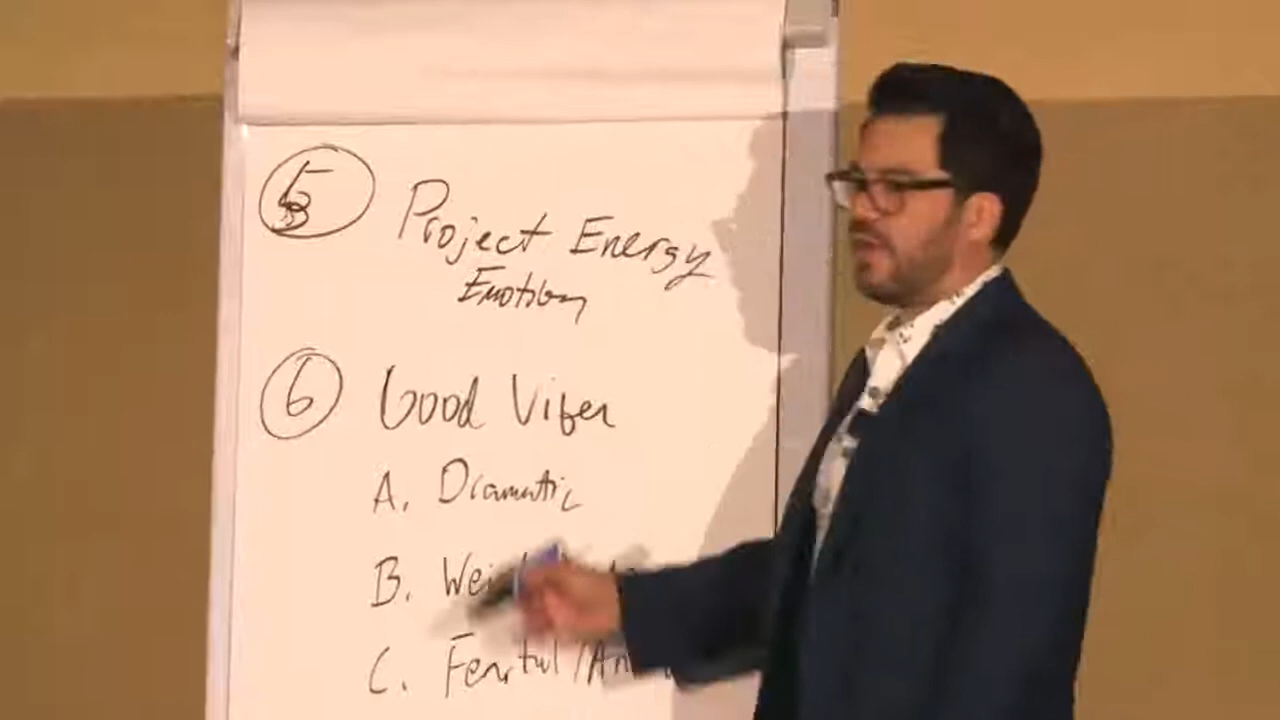 5 Project Energy
Emotion
6 Good Vibes
A. Dramatic
B.
C. Fearful /